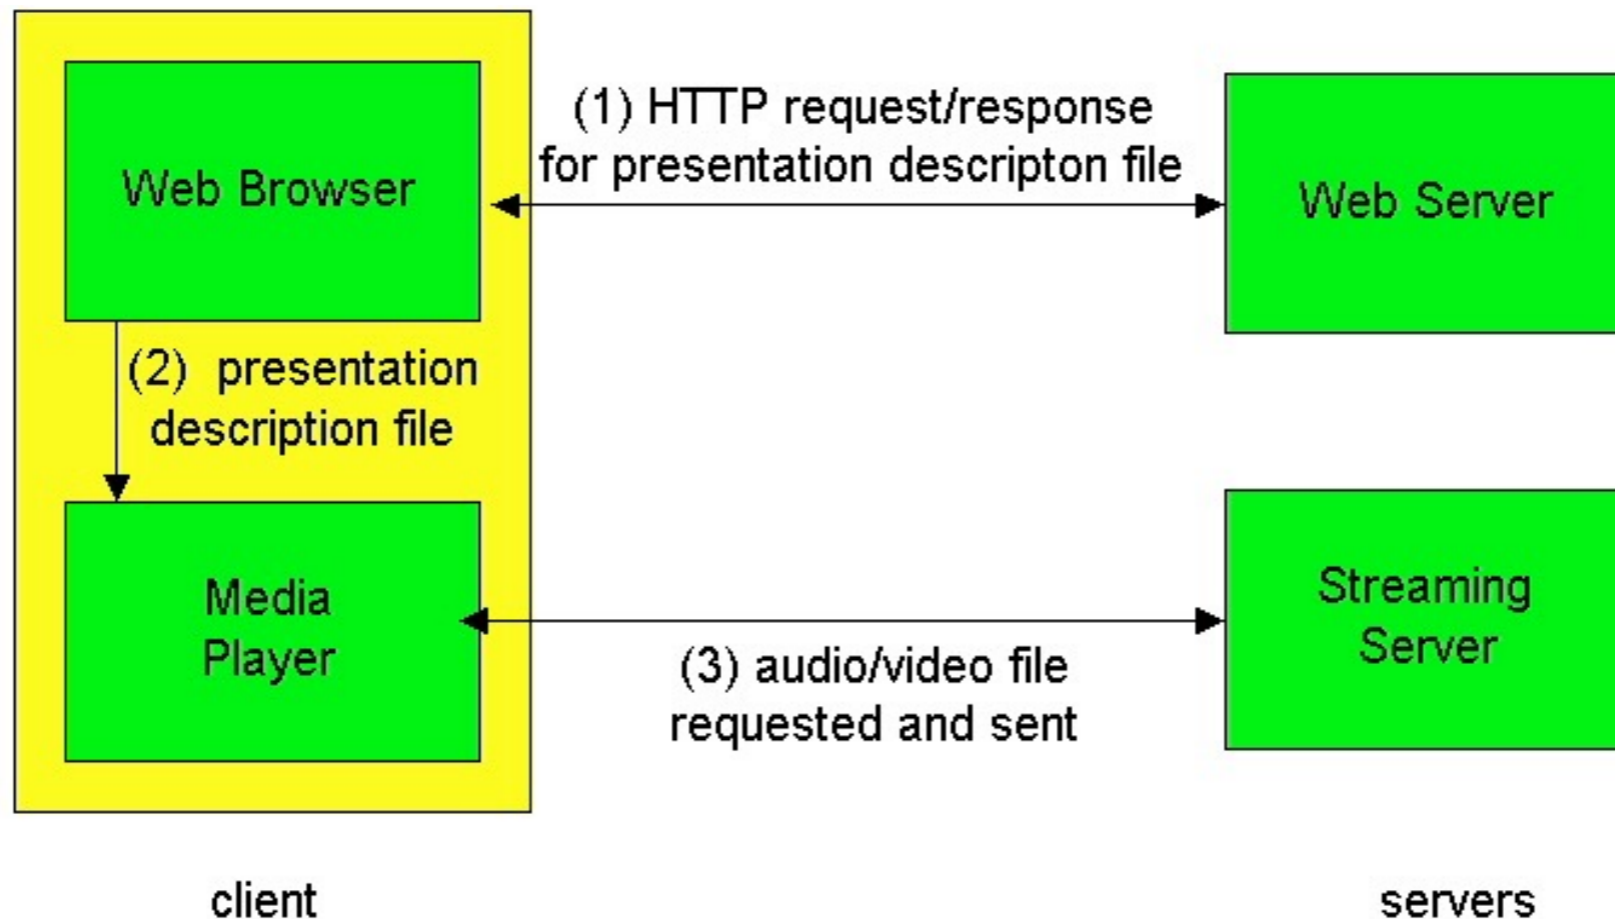 Web Browser
(1) HTTP request/response
for presentation descripton file
Web Server
(2) presentation
description file
Media
Player
(3) audio/video file
requested and sent
Streaming
Server
client
servers